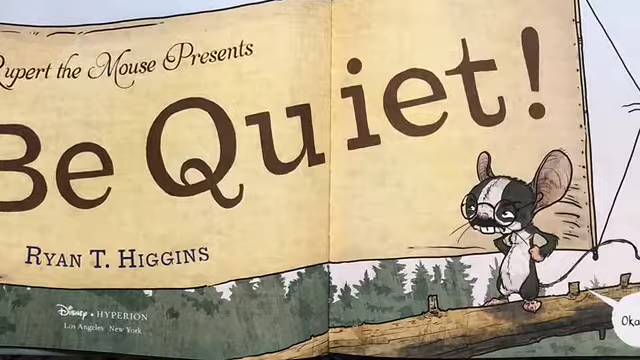 Rupert the Mouse Presents
Be Quiet!
RYAN T. HIGGINS
Disney • HYPERION
Los Angeles New York